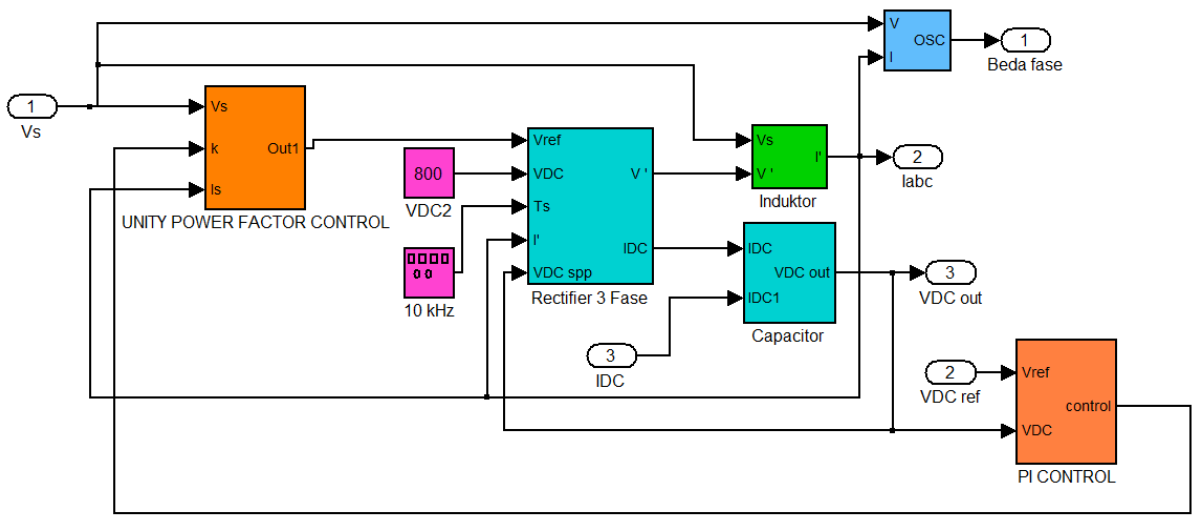 V
OSC
I
1
Beda fase
1
Vs
Vs
k
Out1
Is
UNITY POWER FACTOR CONTROL
800
VDC2
10 kHz
Vref
VDC
V '
Ts
I'
IDC
VDC spp
Rectifier 3 Fase
Vs
I'
V '
Induktor
2
Iabc
IDC
VDC out
IDC1
Capacitor
3
VDC out
3
IDC
2
VDC ref
Vref
control
VDC
PI CONTROL